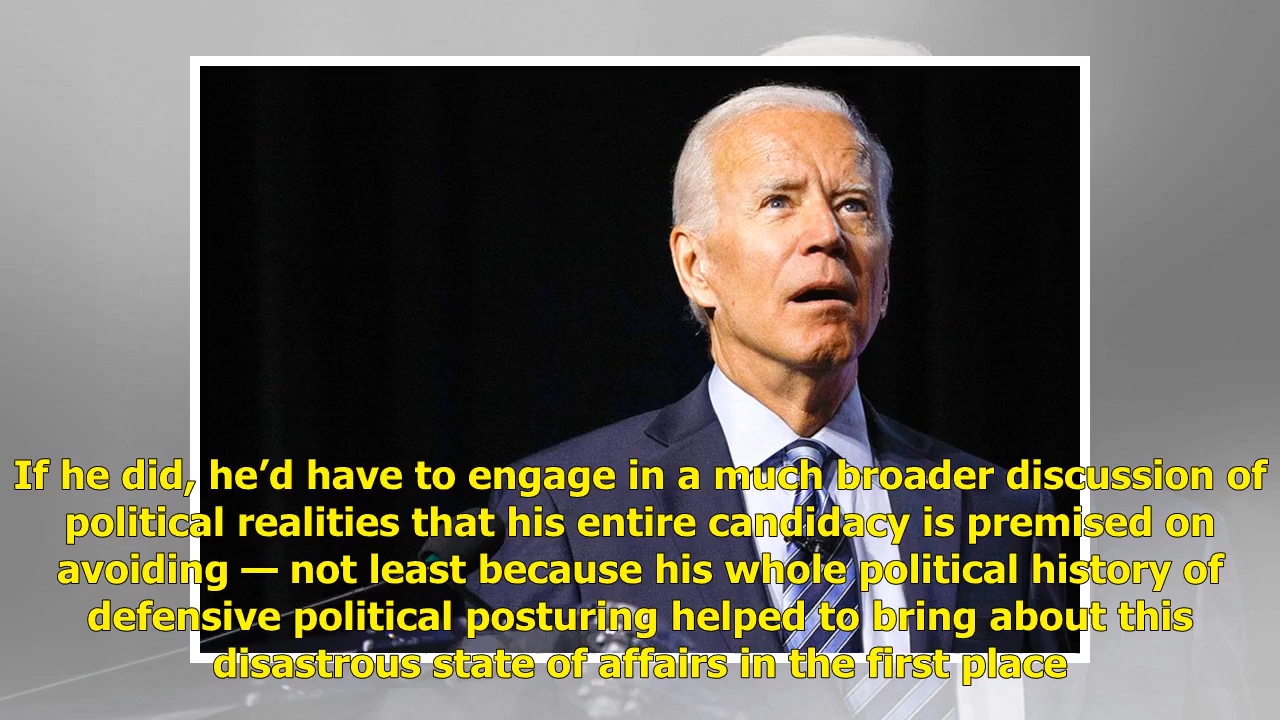 If he did, he’d have to engage in a much broader discussion of
political realities that his entire candidacy is premised on
avoiding — not least because his whole political history of
defensive political posturing helped to bring about this
disastrous state of affairs in the first place